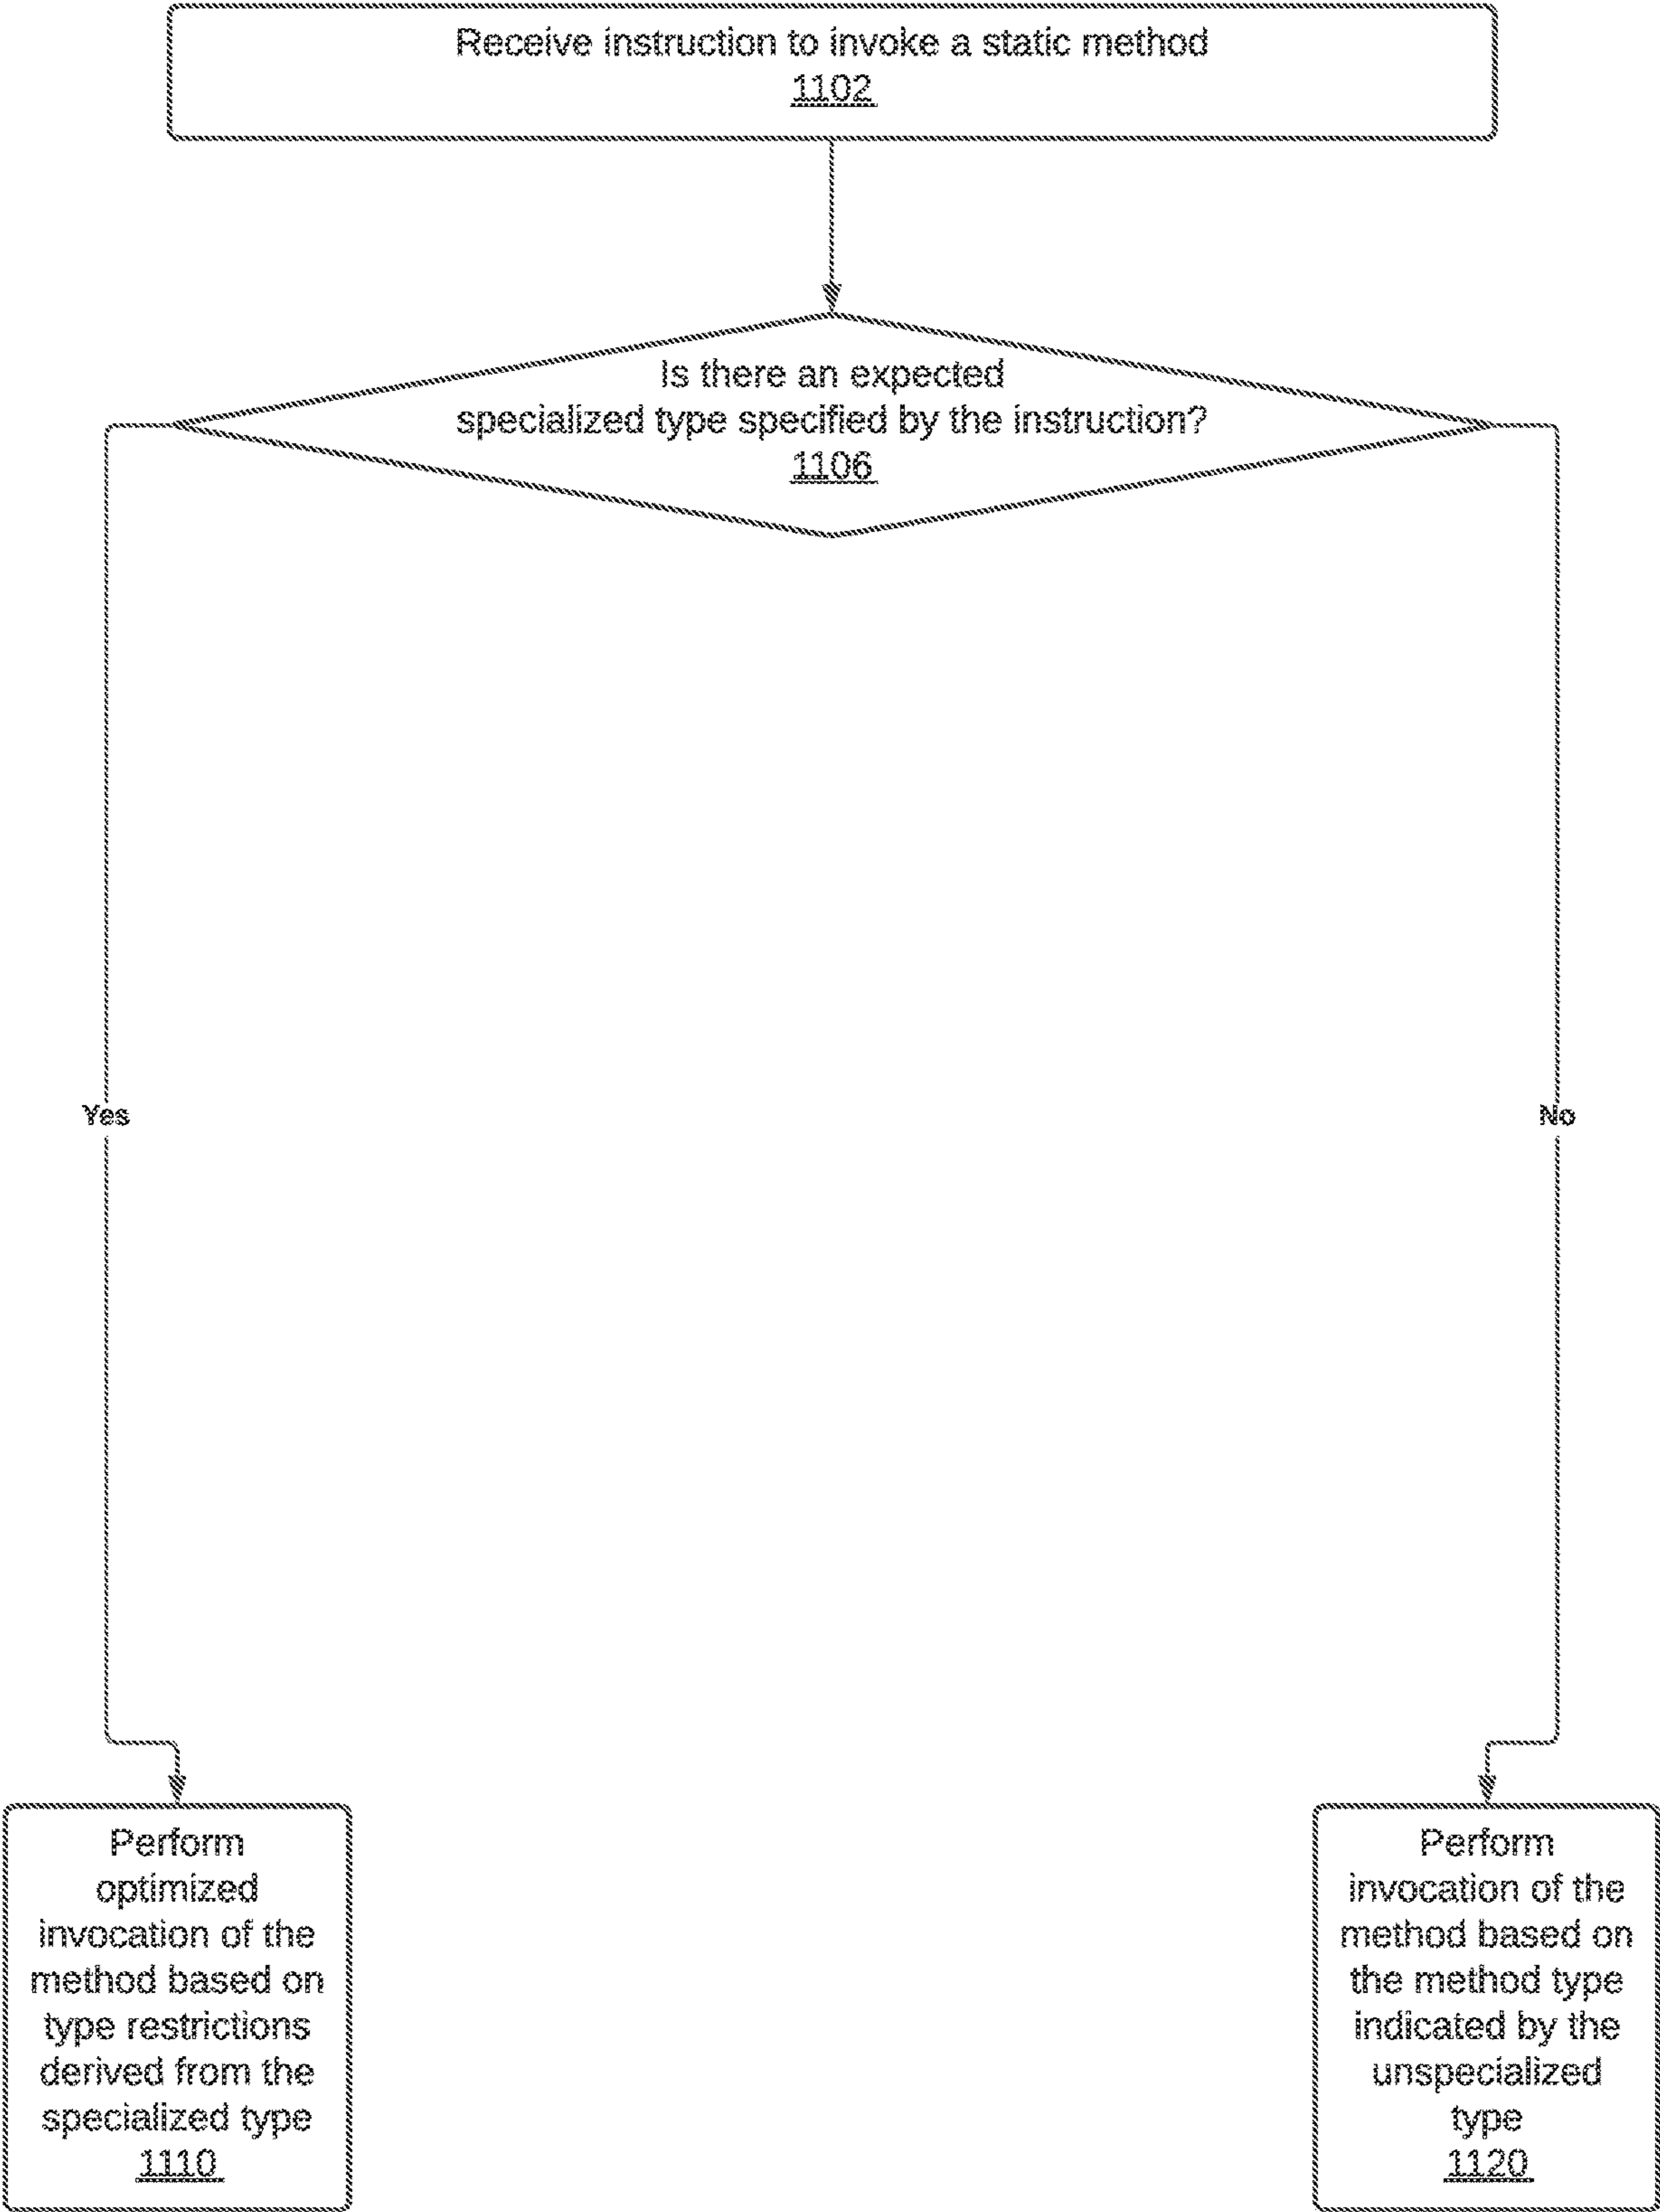 Receive instruction to invoke a static method
1102
Is there an expected
specialized type specified by the instruction?
1106
Yes
No
Perform
optimized
invocation of the
method based on
type restrictions
derived from the
specialized type
1110
Perform
invocation of the
method based on
the method type
indicated by the
unspecialized
type
1120